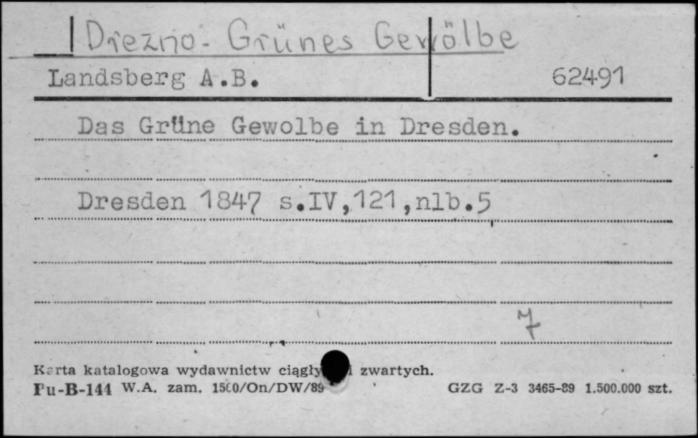 Drezno - Grünes Gewölbe
Landsberg A.B. 62491
Das Grüne Gewolbe in Dresden.
Dresden 1847 s.IV,121,nlb.5
7
Karta katalogowa wydawnictw zwartych.
Pu-B-144 W.A. zam. 1500/On/DW/89 GZG Z-3 3465-89 1.500.000 szt.